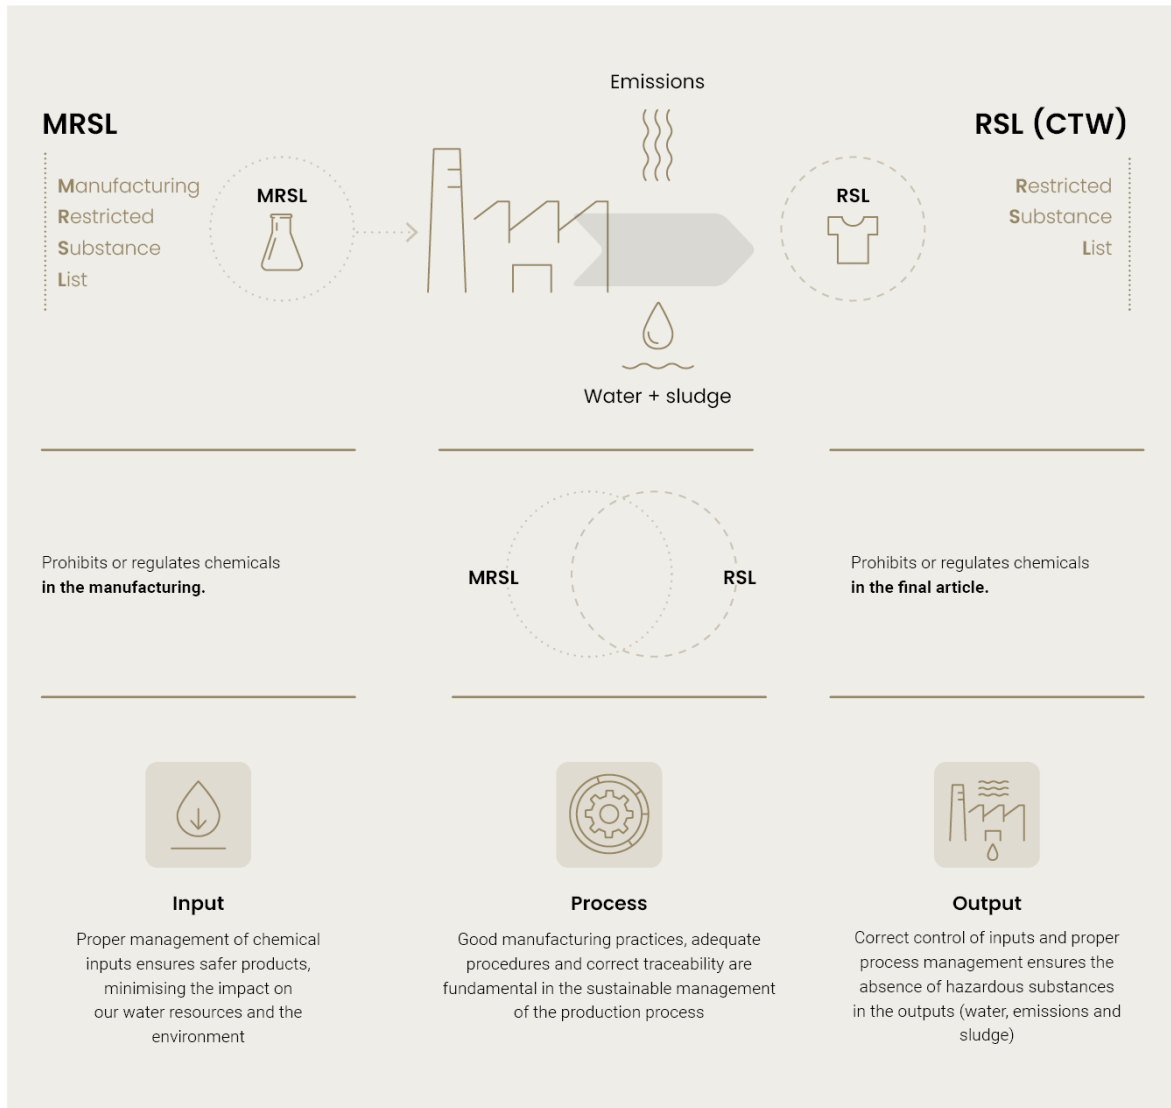 Emissions
MRSL
RSL (CTW)
Manufacturing
Restricted
Substance
List
MRSL
RSL
Restricted
Substance
List
Water + sludge
Prohibits or regulates chemicals
in the manufacturing.
MRSL
RSL
Prohibits or regulates chemicals
in the final article.
Input
Proper management of chemical
inputs ensures safer products,
minimising the impact on
our water resources and the
environment
Process
Good manufacturing practices, adequate
procedures and correct traceability are
fundamental in the sustainable management
of the production process
Output
Correct control of inputs and proper
process management ensures the
absence of hazardous substances
in the outputs (water, emissions and
sludge)